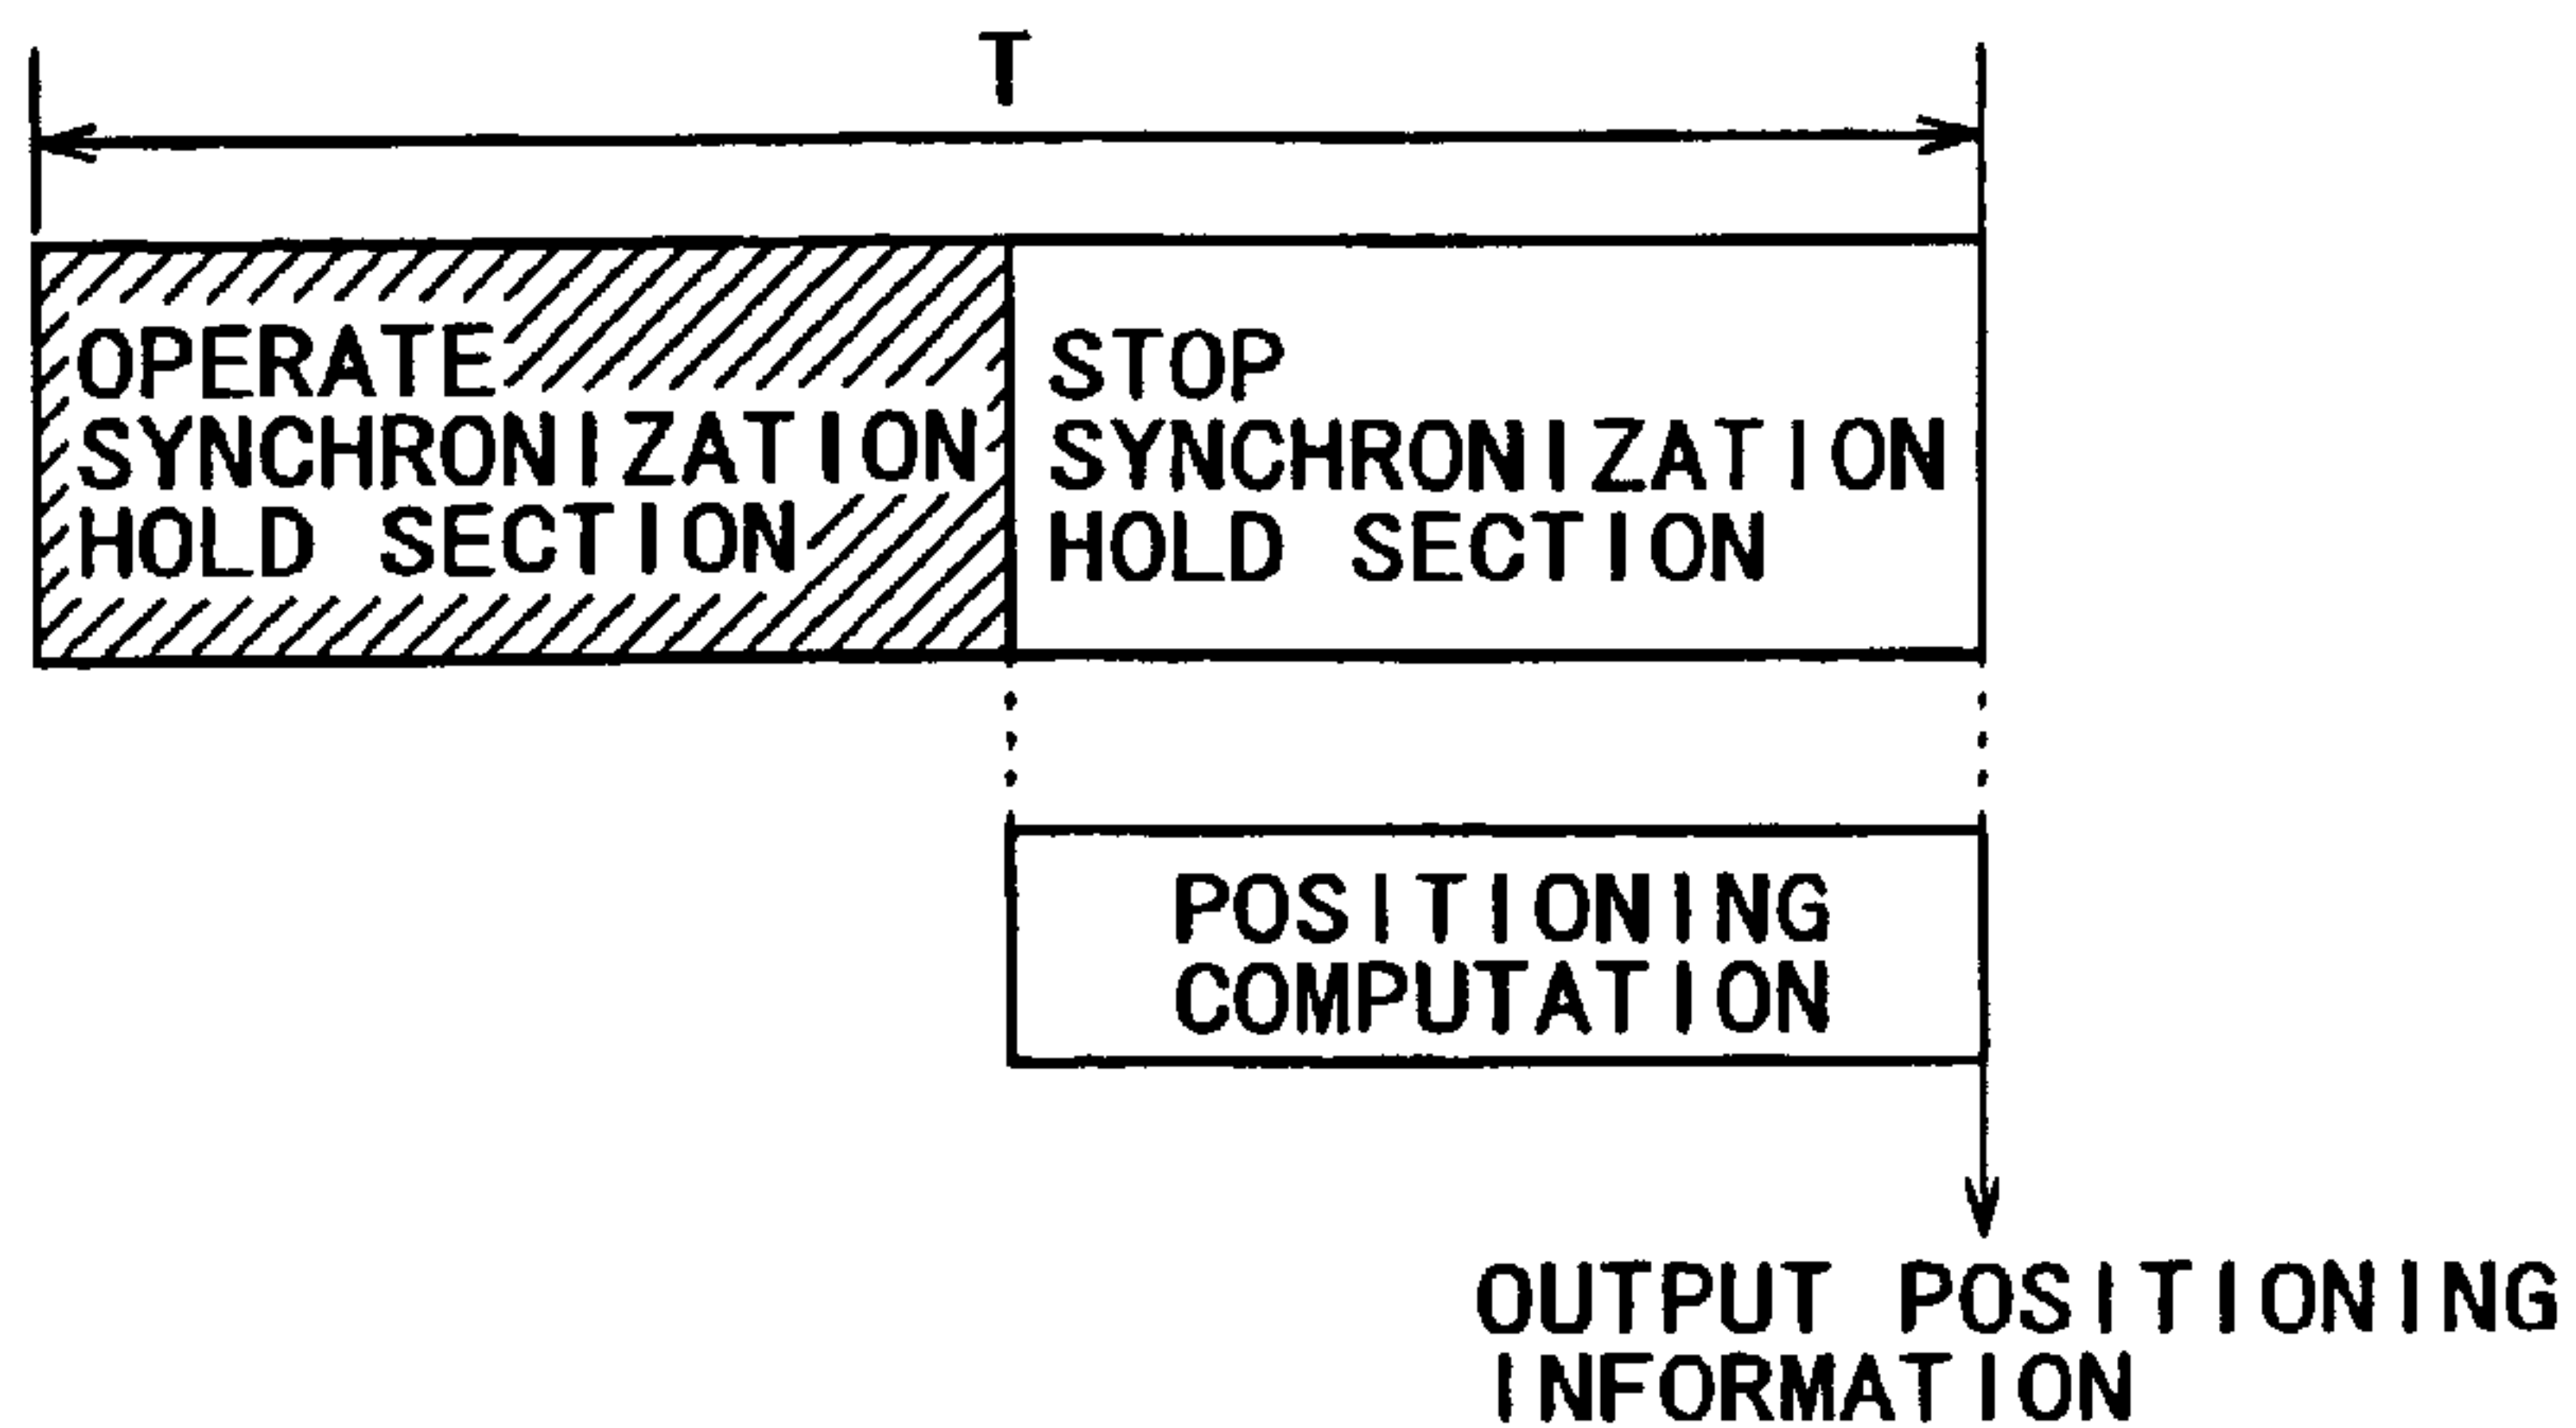 T
OPERATE
SYNCHRONIZATION
HOLD SECTION
STOP
SYNCHRONIZATION
HOLD SECTION
POSITIONING
COMPUTATION
OUTPUT POSITIONING
INFORMATION